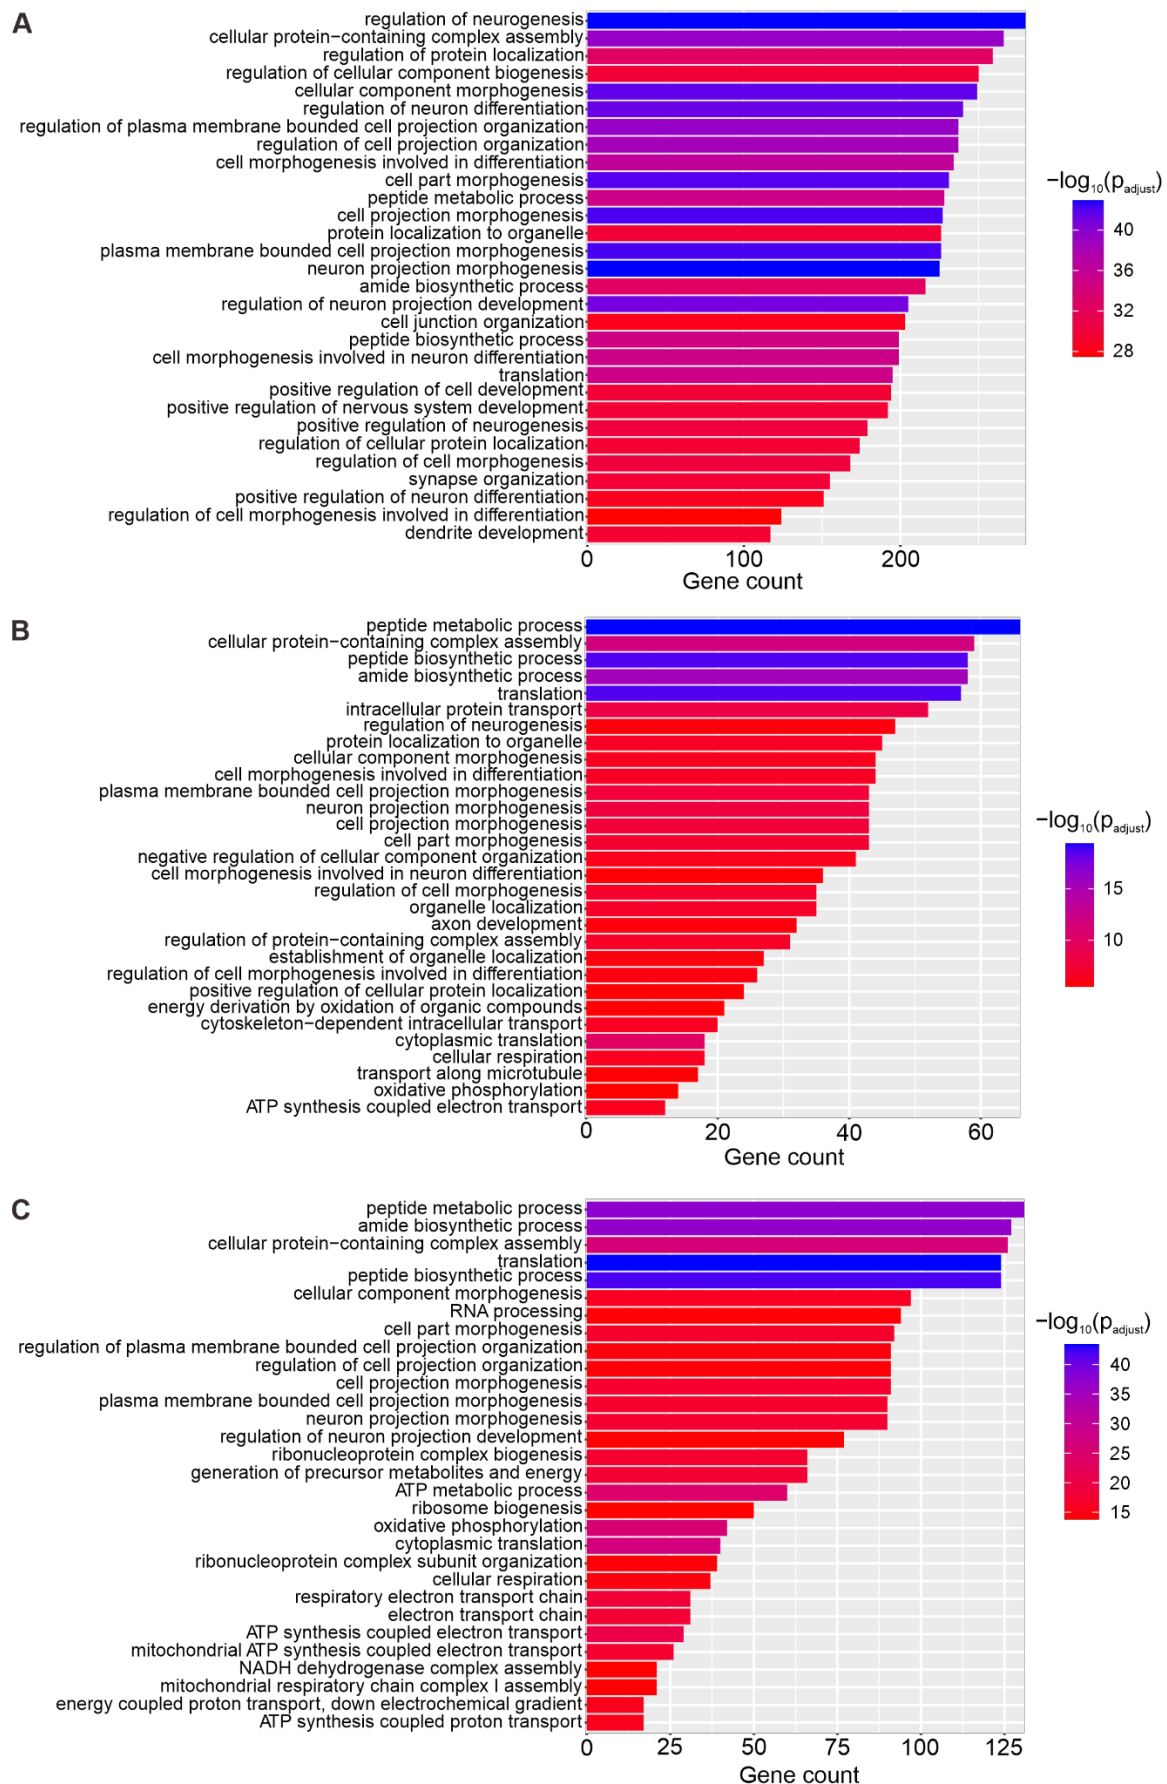 A
regulation of neurogenesis
cellular protein−containing complex assembly
regulation of protein localization
regulation of cellular component biogenesis
cellular component morphogenesis
regulation of neuron differentiation
regulation of plasma membrane bounded cell projection organization
regulation of cell projection organization
cell morphogenesis involved in differentiation
cell part morphogenesis
peptide metabolic process
cell projection morphogenesis
protein localization to organelle
plasma membrane bounded cell projection morphogenesis
neuron projection morphogenesis
amide biosynthetic process
regulation of neuron projection development
cell junction organization
peptide biosynthetic process
cell morphogenesis involved in neuron differentiation
translation
positive regulation of cell development
positive regulation of nervous system development
positive regulation of neurogenesis
regulation of cellular protein localization
regulation of cell morphogenesis
synapse organization
positive regulation of neuron differentiation
regulation of cell morphogenesis involved in differentiation
dendrite development
0 100 200
Gene count
−log10(padjust)
40
36
32
28
B
peptide metabolic process
cellular protein−containing complex assembly
peptide biosynthetic process
amide biosynthetic process
translation
intracellular protein transport
regulation of neurogenesis
protein localization to organelle
cellular component morphogenesis
cell morphogenesis involved in differentiation
plasma membrane bounded cell projection morphogenesis
neuron projection morphogenesis
cell projection morphogenesis
cell part morphogenesis
negative regulation of cellular component organization
cell morphogenesis involved in neuron differentiation
regulation of cell morphogenesis
organelle localization
axon development
regulation of protein−containing complex assembly
establishment of organelle localization
regulation of cell morphogenesis involved in differentiation
positive regulation of cellular protein localization
energy derivation by oxidation of organic compounds
cytoskeleton−dependent intracellular transport
cytoplasmic translation
cellular respiration
transport along microtubule
oxidative phosphorylation
ATP synthesis coupled electron transport
0 20 40 60
Gene count
−log10(padjust)
15
10
C
peptide metabolic process
amide biosynthetic process
cellular protein−containing complex assembly
translation
peptide biosynthetic process
cellular component morphogenesis
RNA processing
cell part morphogenesis
regulation of plasma membrane bounded cell projection organization
regulation of cell projection organization
cell projection morphogenesis
plasma membrane bounded cell projection morphogenesis
neuron projection morphogenesis
regulation of neuron projection development
ribonucleoprotein complex biogenesis
generation of precursor metabolites and energy
ATP metabolic process
ribosome biogenesis
oxidative phosphorylation
cytoplasmic translation
ribonucleoprotein complex subunit organization
cellular respiration
respiratory electron transport chain
electron transport chain
ATP synthesis coupled electron transport
mitochondrial ATP synthesis coupled electron transport
NADH dehydrogenase complex assembly
mitochondrial respiratory chain complex I assembly
energy coupled proton transport, down electrochemical gradient
ATP synthesis coupled proton transport
0 25 50 75 100 125
Gene count
−log10(padjust)
40
35
30
25
20
15